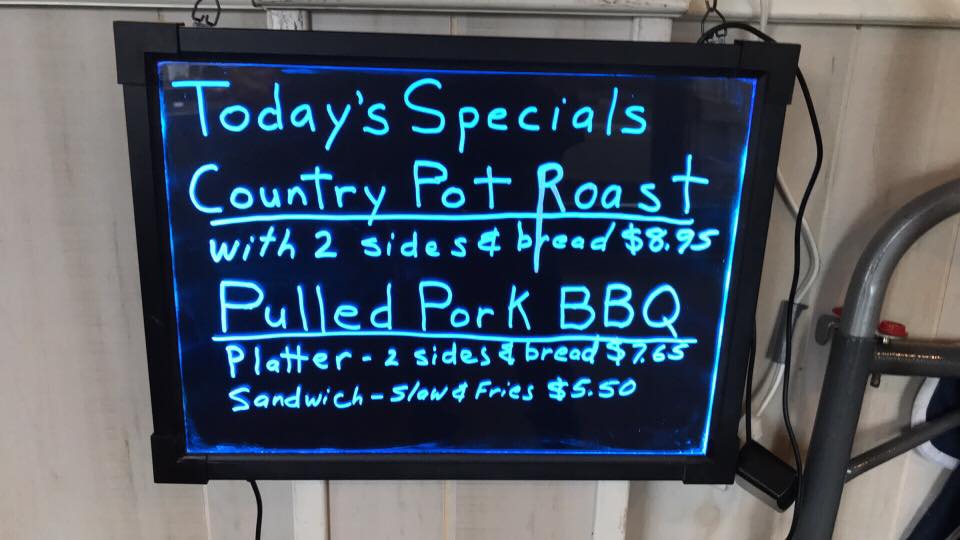 Today's Specials
Country Pot Roast
with 2 sides & bread $8.95
Pulled Pork BBQ
Platter - 2 sides & bread $7.65
Sandwich - Slaw & Fries $5.50